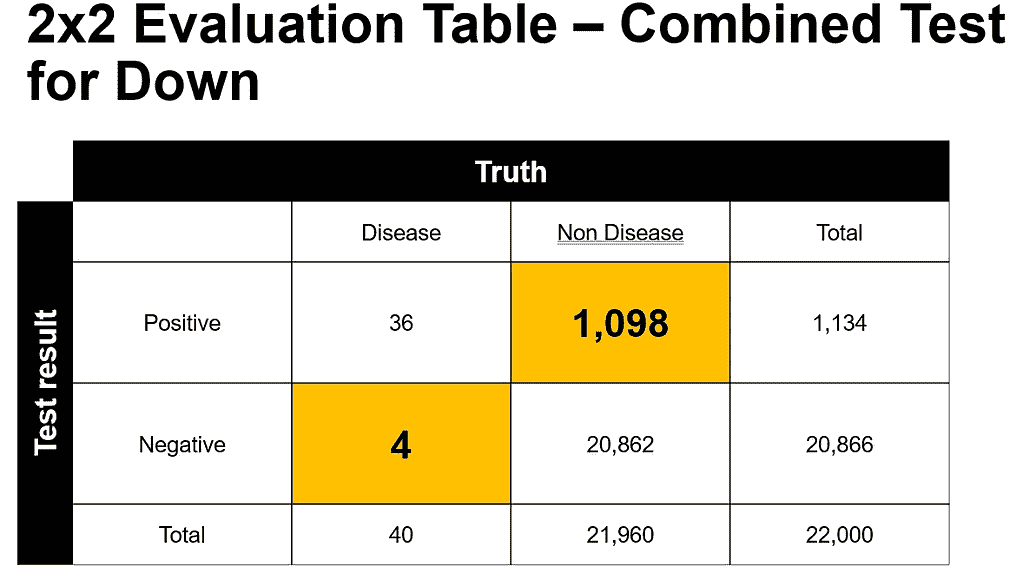 2x2 Evaluation Table – Combined Test
for Down
Truth
Test result
Disease Non Disease Total
Positive 36 1,098 1,134
Negative 4 20,862 20,866
Total 40 21,960 22,000